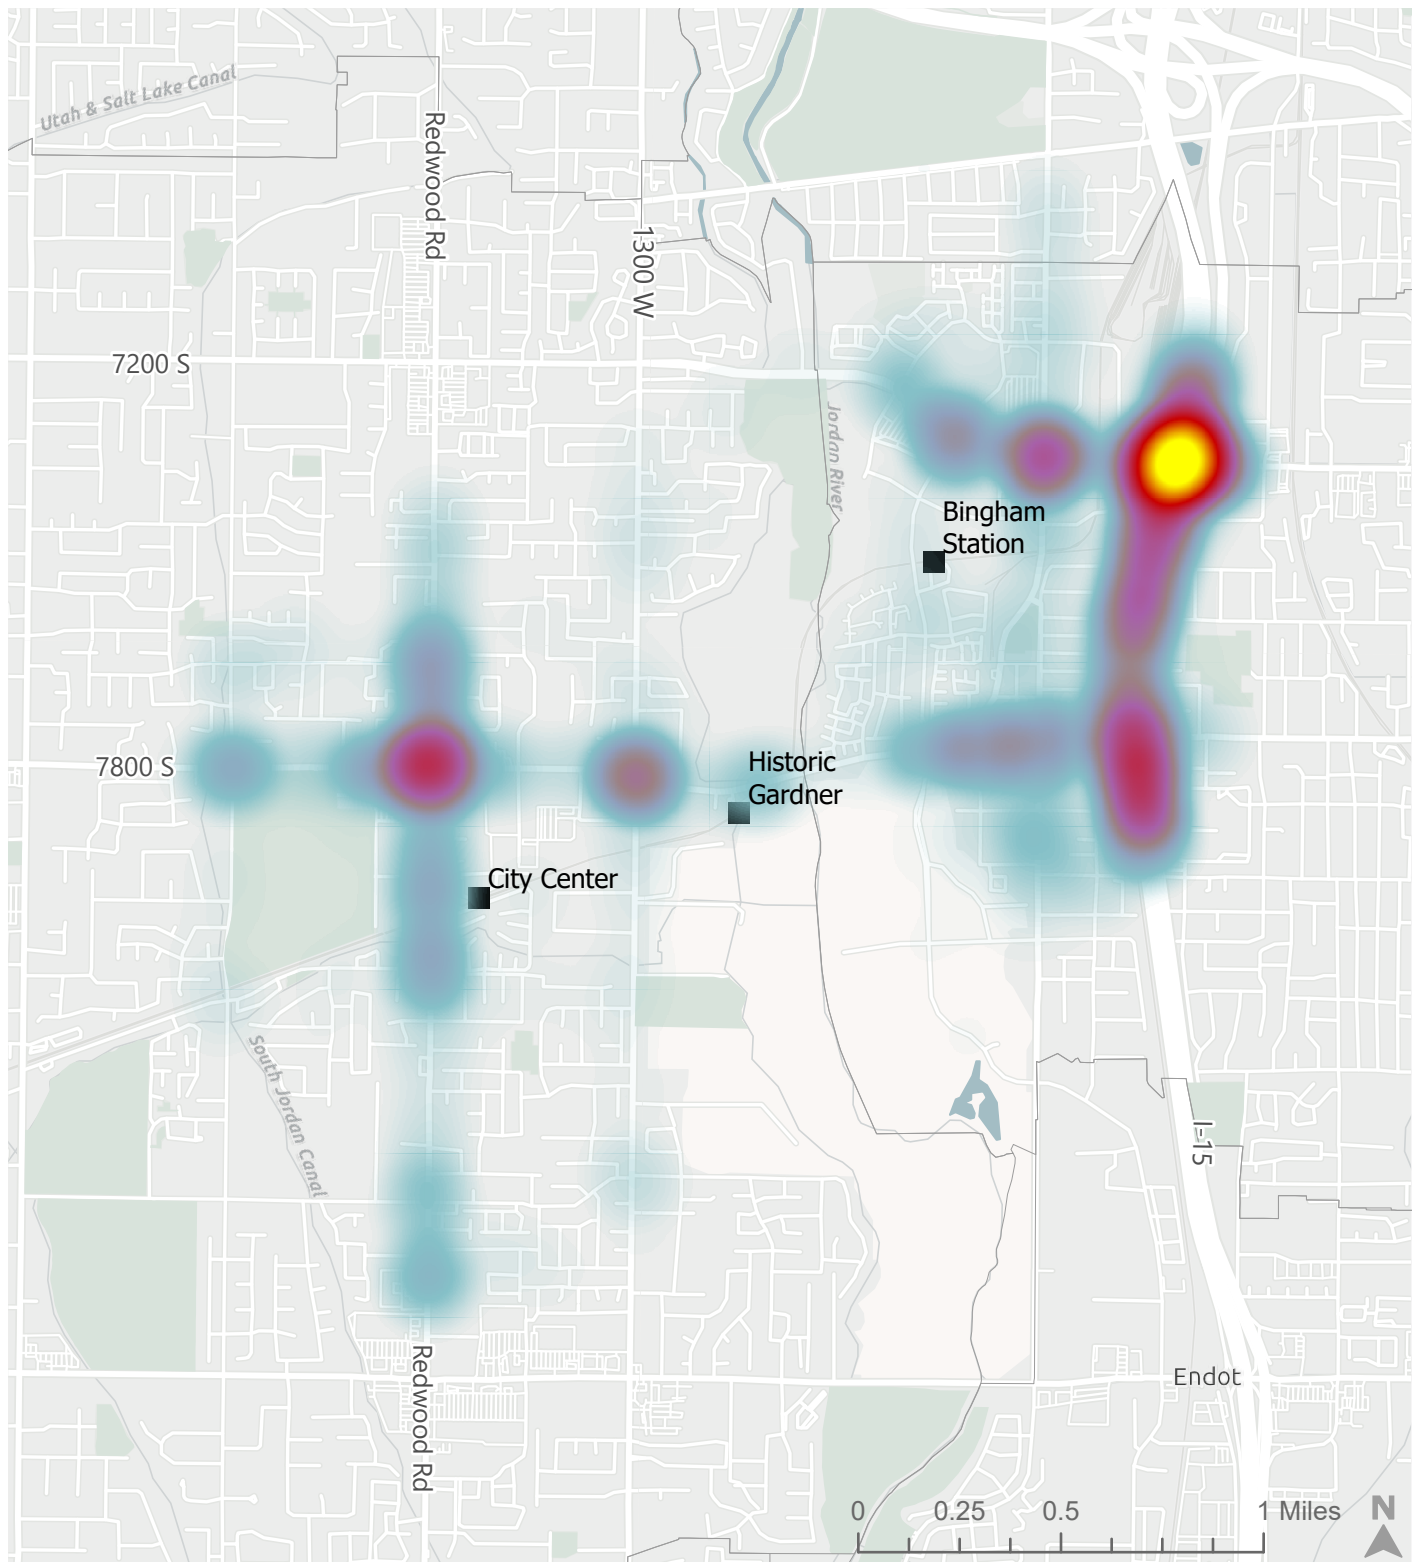 Utah & Salt Lake Canal
Redwood Rd
1300 W
7200 S
Jordan River
Bingham
Station
7800 S
Historic
Gardner
City Center
South Jordan Canal
I-15
Redwood Rd
Endot
0 0.25 0.5 1 Miles
N